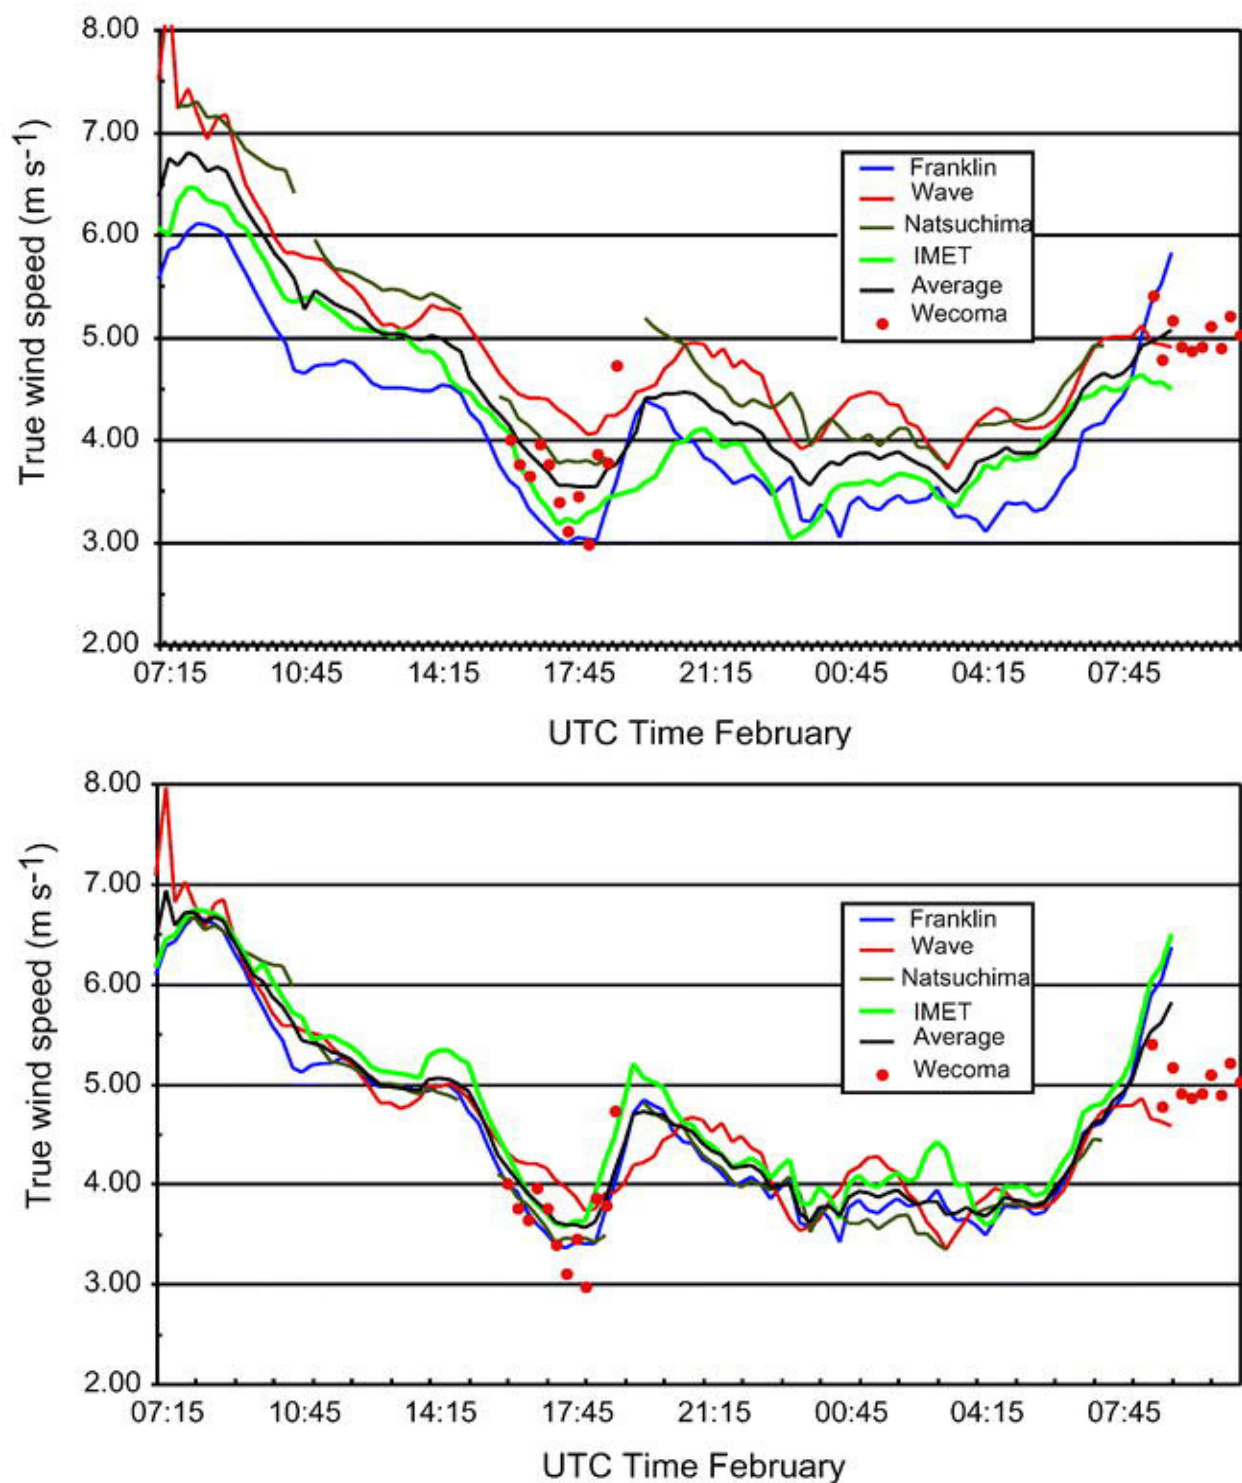 8.00
7.00
6.00
5.00
4.00
3.00
2.00
True wind speed (m s-1)
Franklin
Wave
Natsuchima
IMET
Average
Wecoma
07:15 10:45 14:15 17:45 21:15 00:45 04:15 07:45
UTC Time February
8.00
7.00
6.00
5.00
4.00
3.00
2.00
True wind speed (m s-1)
Franklin
Wave
Natsuchima
IMET
Average
Wecoma
07:15 10:45 14:15 17:45 21:15 00:45 04:15 07:45
UTC Time February